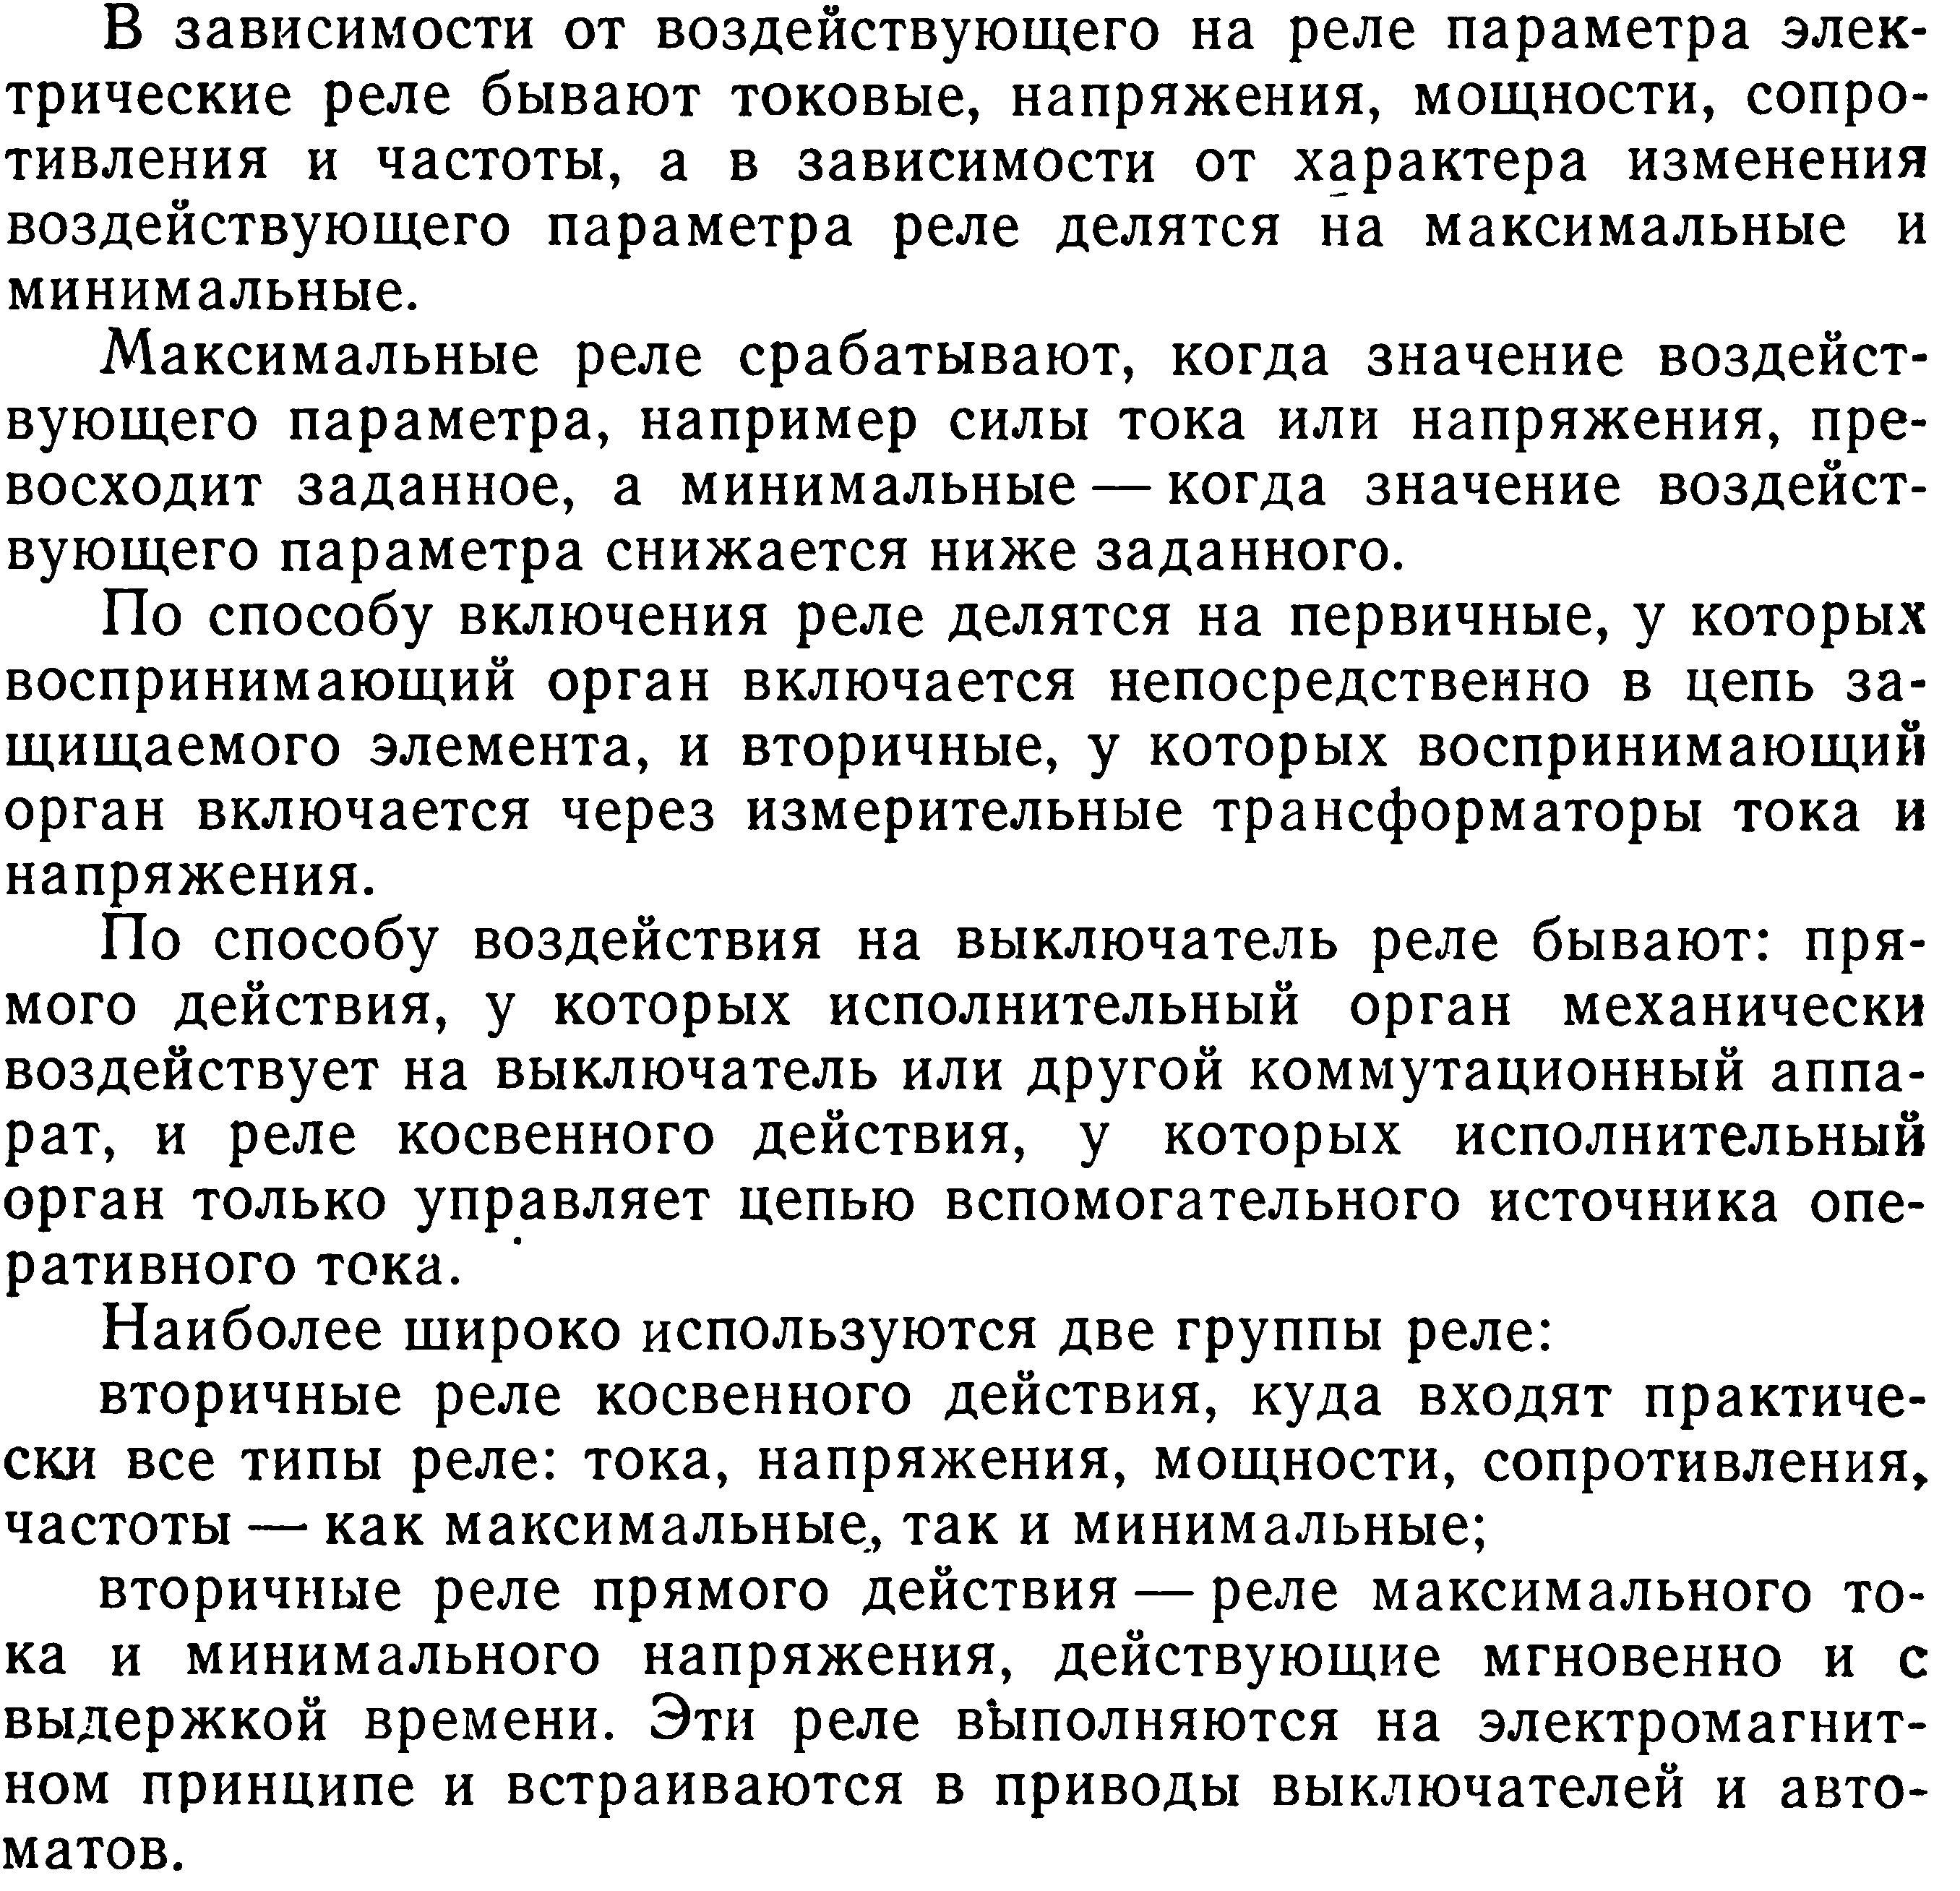 В зависимости от воздействующего на реле параметра элек-
трические реле бывают токовые, напряжения, мощности, сопро-
тивления и частоты, а в зависимости от характера изменения
воздействующего параметра реле делятся на максимальные и
минимальные.
Максимальные реле срабатывают, когда значение воздейст-
вующего параметра, например силы тока или напряжения, пре-
восходит заданное, а минимальные — когда значение воздейст-
вующего параметра снижается ниже заданного.
По способу включения реле делятся на первичные, у которых
воспринимающий орган включается непосредственно в цепь за-
щищаемого элемента, и вторичные, у которых воспринимающий
орган включается через измерительные трансформаторы тока и
напряжения.
По способу воздействия на выключатель реле бывают: пря-
мого действия, у которых исполнительный орган механически
воздействует на выключатель или другой коммутационный аппа-
рат, и реле косвенного действия, у которых исполнительный
орган только управляет цепью вспомогательного источника опе-
ративного тока.
Наиболее широко используются две группы реле:
вторичные реле косвенного действия, куда входят практиче-
ски все типы реле: тока, напряжения, мощности, сопротивления,
частоты — как максимальные, так и минимальные;
вторичные реле прямого действия — реле максимального то-
ка и минимального напряжения, действующие мгновенно и с
выдержкой времени. Эти реле выполняются на электромагнит-
ном принципе и встраиваются в приводы выключателей и авто-
матов.